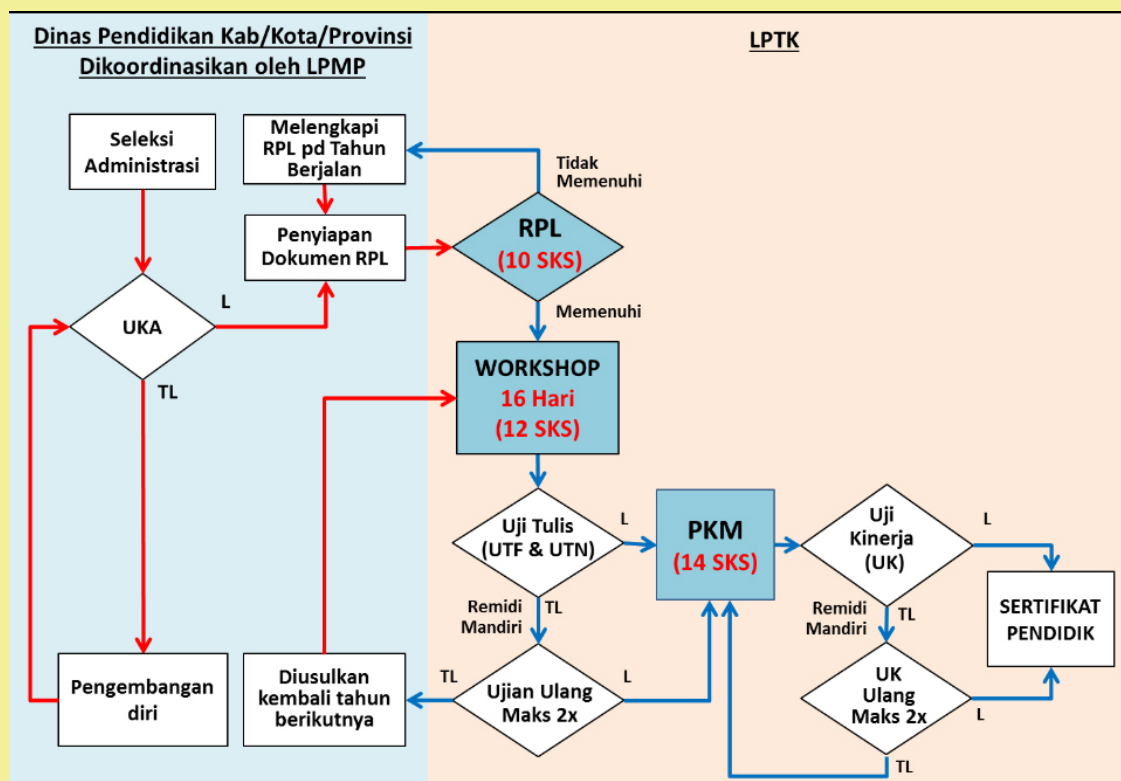 Dinas Pendidikan Kab/Kota/Provinsi
Dikoordinasikan oleh LPMP
LPTK
Seleksi
Administrasi
Melengkapi
RPL pd Tahun
Berjalan
Tidak
Memenuhi
Penyiapan
Dokumen RPL
RPL
(10 SKS)
L
UKA
TL
Memenuhi
WORKSHOP
16 Hari
(12 SKS)
Uji Tulis
(UTF & UTN)
L
PKM
(14 SKS)
Uji
Kinerja
(UK)
L
Remidi
Mandiri
TL
Remidi
Mandiri
TL
SERTIFIKAT
PENDIDIK
Pengembangan
diri
Diusulkan
kembali tahun
berikutnya
TL
Ujian Ulang
Maks 2x
L
UK
Ulang
Maks 2x
L
TL